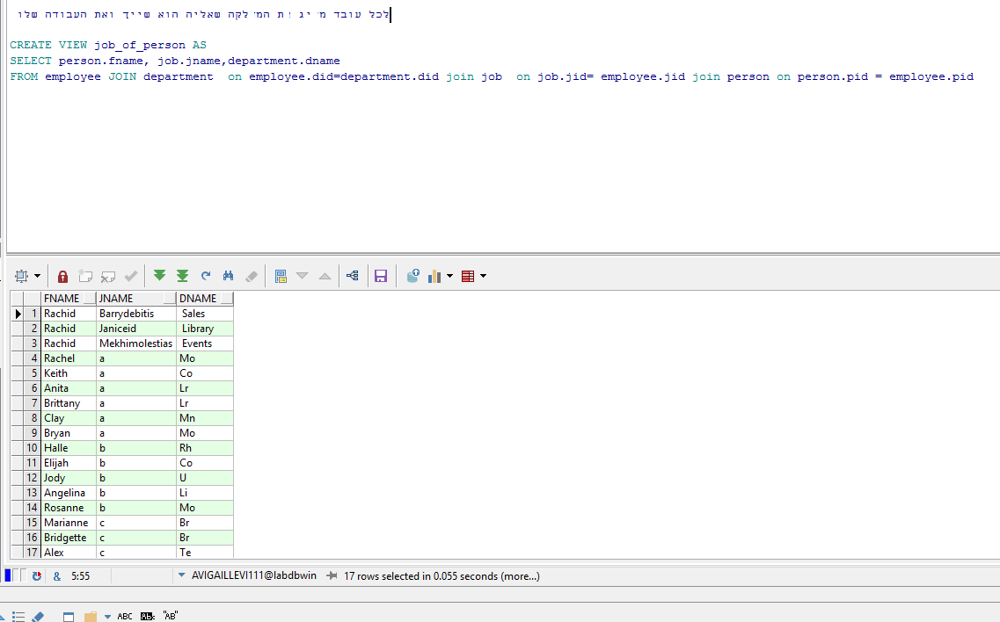 לכל עובד מציג את המחלקה שאליה הוא שייך ואת העבודה שלו
CREATE VIEW job_of_person AS
SELECT person.fname, job.jname,department.dname
FROM employee JOIN department on employee.did=department.did join job on job.jid= employee.jid join person on person.pid = employee.pid
FNAME JNAME DNAME
1 Rachid Barrydebitis Sales
2 Rachid Janiceid Library
3 Rachid Mekhimolestias Events
4 Rachel a Mo
5 Keith a Co
6 Anita a Lr
7 Brittany a Lr
8 Clay a Mn
9 Bryan a Mo
10 Halle b Rh
11 Elijah b Co
12 Jody b U
13 Angelina b Li
14 Rosanne b Mo
15 Marianne c Br
16 Bridgette c Br
17 Alex c Te
& 5:55 AVIGAILLEVI111@labdbwin 17 rows selected in 0.055 seconds (more...)
ABC AB: "AB"